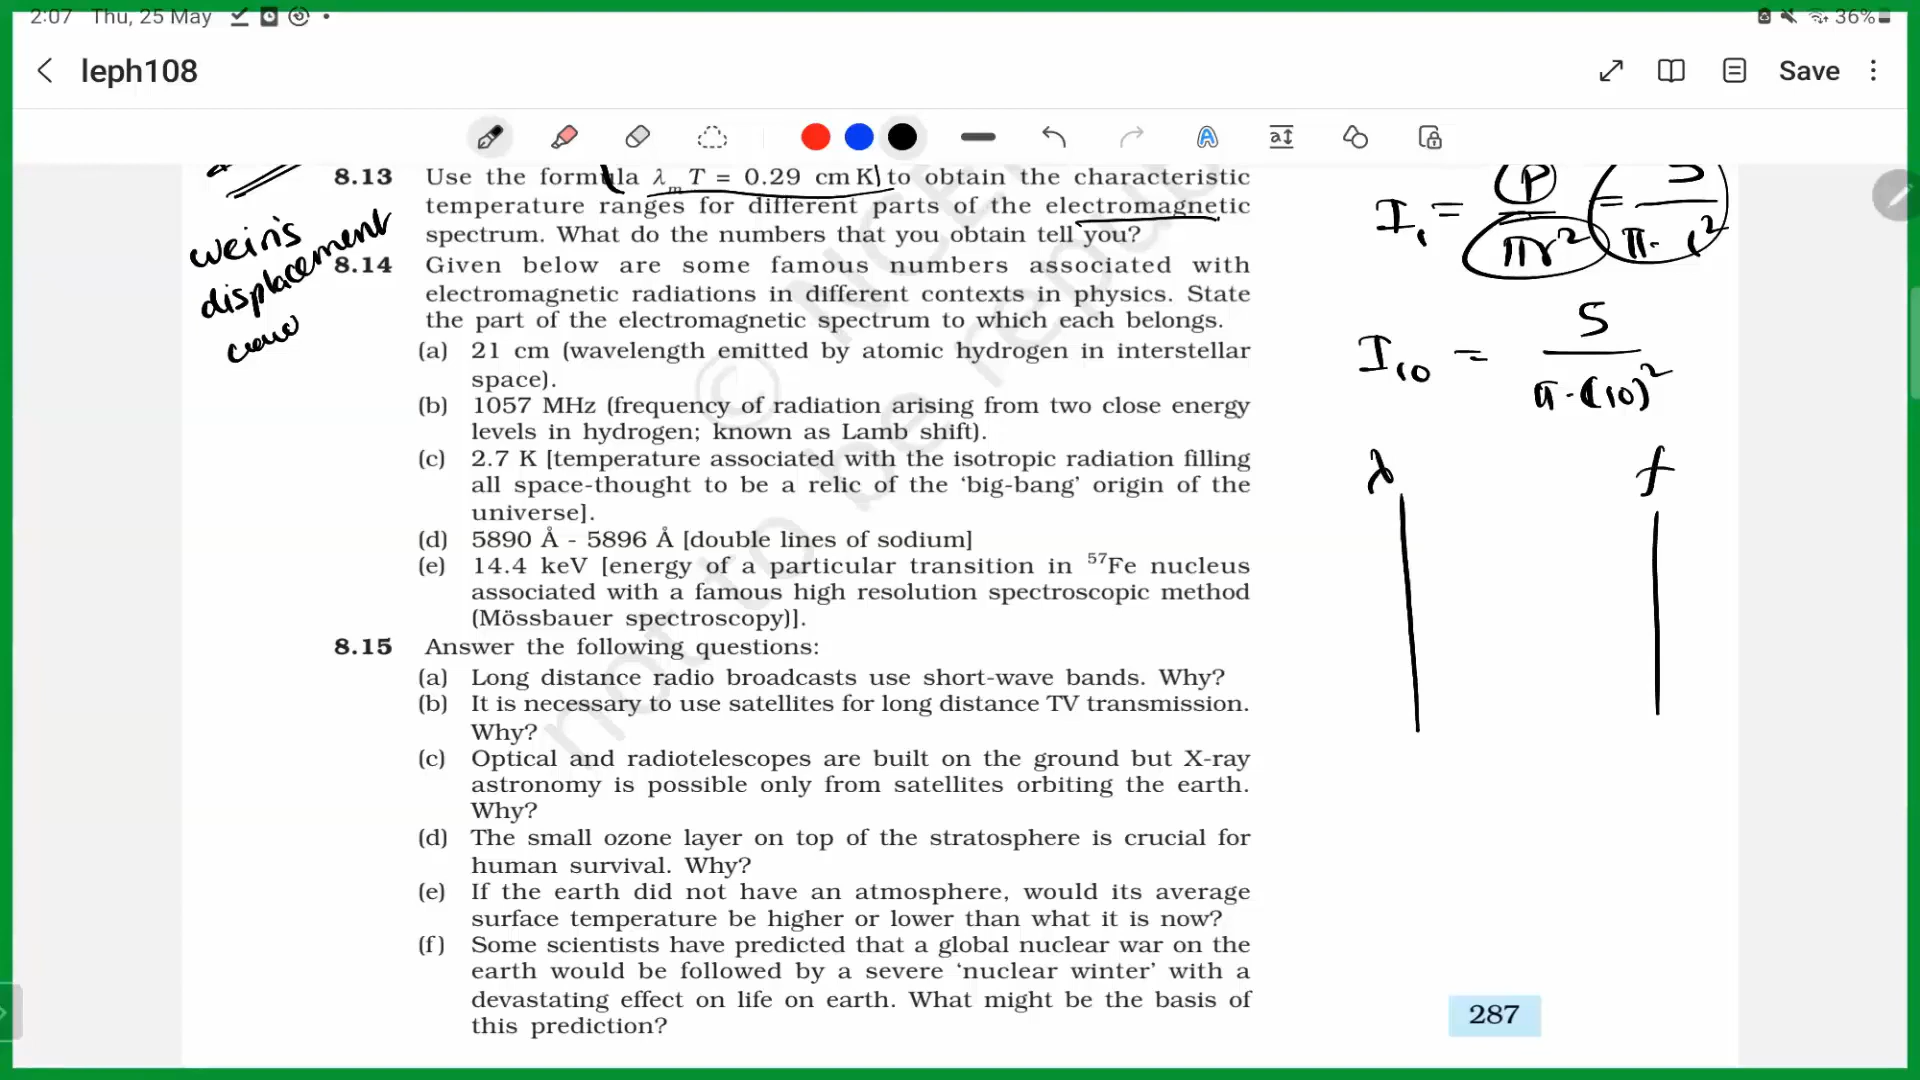 2:07 Thu, 25 May
36%
leph108
Save
8.13 Use the formula λm T = 0.29 cm K to obtain the characteristic
temperature ranges for different parts of the electromagnetic
spectrum. What do the numbers that you obtain tell you?
wein's
displacement
8.14 Given below are some famous numbers associated with
electromagnetic radiations in different contexts in physics. State
the part of the electromagnetic spectrum to which each belongs.
(a) 21 cm (wavelength emitted by atomic hydrogen in interstellar
space).
(b) 1057 MHz (frequency of radiation arising from two close energy
levels in hydrogen; known as Lamb shift).
(c) 2.7 K [temperature associated with the isotropic radiation filling
all space-thought to be a relic of the ‘big-bang’ origin of the
universe].
(d) 5890 Å - 5896 Å [double lines of sodium]
(e) 14.4 keV [energy of a particular transition in ⁵⁷Fe nucleus
associated with a famous high resolution spectroscopic method
(Mössbauer spectroscopy)].
8.15 Answer the following questions:
(a) Long distance radio broadcasts use short-wave bands. Why?
(b) It is necessary to use satellites for long distance TV transmission.
Why?
(c) Optical and radiotelescopes are built on the ground but X-ray
astronomy is possible only from satellites orbiting the earth.
Why?
(d) The small ozone layer on top of the stratosphere is crucial for
human survival. Why?
(e) If the earth did not have an atmosphere, would its average
surface temperature be higher or lower than what it is now?
(f) Some scientists have predicted that a global nuclear war on the
earth would be followed by a severe ‘nuclear winter’ with a
devastating effect on life on earth. What might be the basis of
this prediction?
I₁ = P/πr² = 5/π·1²
I₁₀ = 5/π·(10)²
λ f
287
© NCE
not to be repu